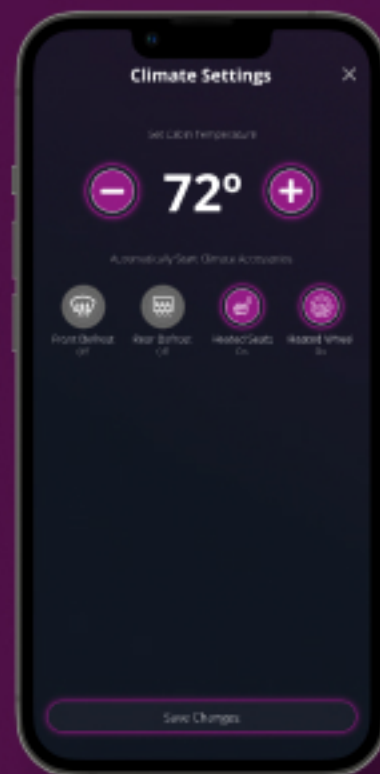 Climate Settings
Set Cabin Temperature
72°
Automatically Start Climate Accessories
Front Defrost Rear Defrost Heated Seats Heated Wheel
Off Off On On
Save Changes